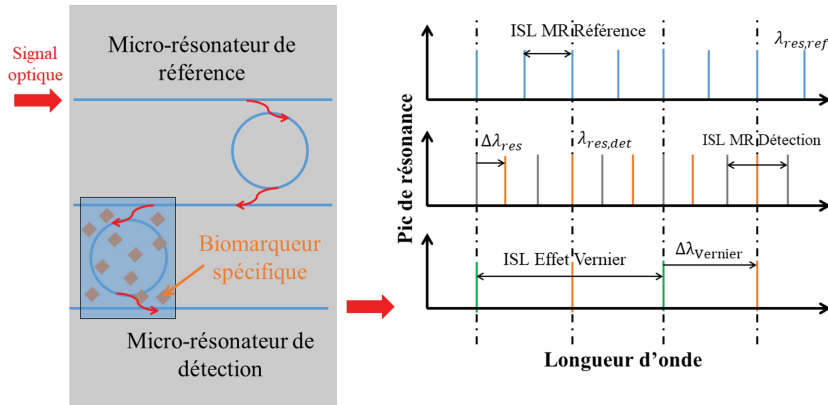 Signal
optique
Micro-résonateur de
référence
Biomarqueur
spécifique
Micro-résonateur de
détection
Pic de résonance
ISL MR Référence
λres,ref
Δλres
λres,det
ISL MR Détection
ISL Effet Vernier
ΔλVernier
Longueur d'onde